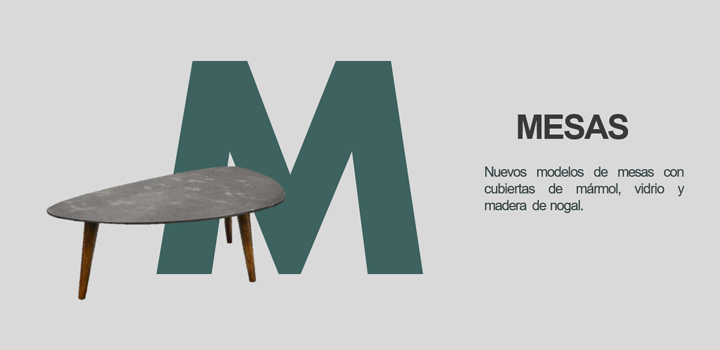 M
MESAS
Nuevos modelos de mesas con
cubiertas de mármol, vidrio y
madera de nogal.